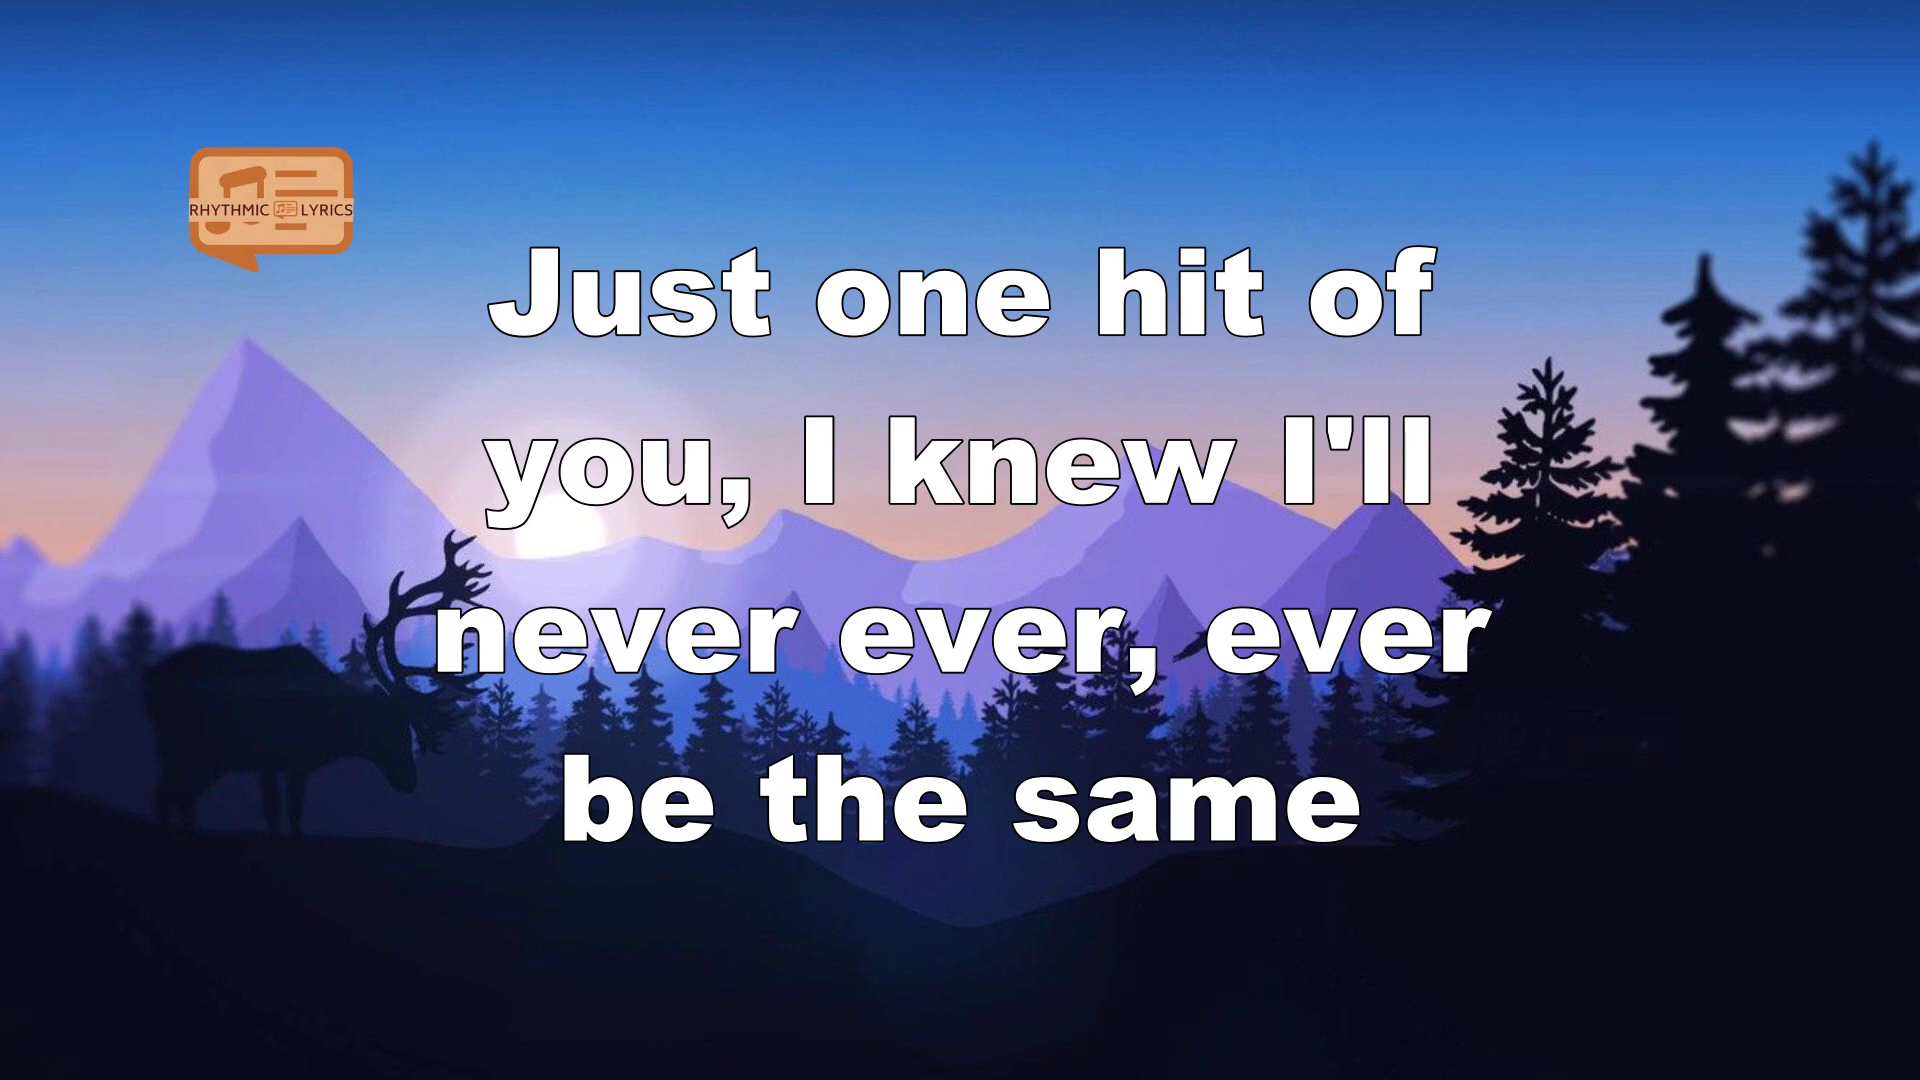 RHYTHMIC LYRICS
Just one hit of
you, I knew I'll
never ever, ever
be the same